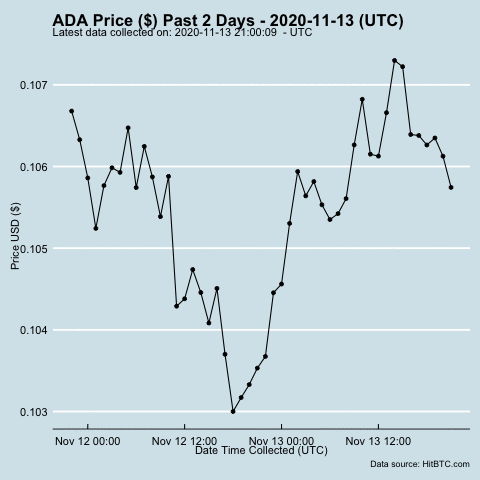 ADA Price ($) Past 2 Days - 2020-11-13 (UTC)
Latest data collected on: 2020-11-13 21:00:09 - UTC
Price USD ($)
0.107
0.106
0.105
0.104
0.103
Nov 12 00:00 Nov 12 12:00 Nov 13 00:00 Nov 13 12:00
Date Time Collected (UTC)
Data source: HitBTC.com